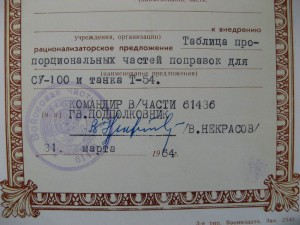 учреждения, организации)
к внедрению
рационализаторское предложение Таблица про-
порциональных частей поправок для
(наименование предложения)
СУ-100 и танка Т-54.
КОМАНДИР В/ЧАСТИ 61436
ГВ.ПОДПОЛКОВНИК
/В.НЕКРАСОВ/
31. марта 1964г.